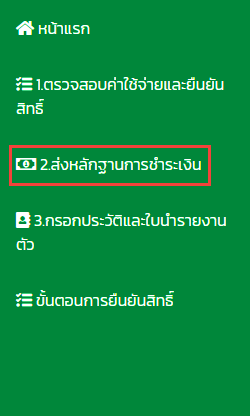 หน้าแรก
1.ตรวจสอบค่าใช้จ่ายและยืนยัน
สิทธิ์
2.ส่งหลักฐานการชำระเงิน
3.กรอกประวัติและใบนำรายงาน
ตัว
ขั้นตอนการยืนยันสิทธิ์